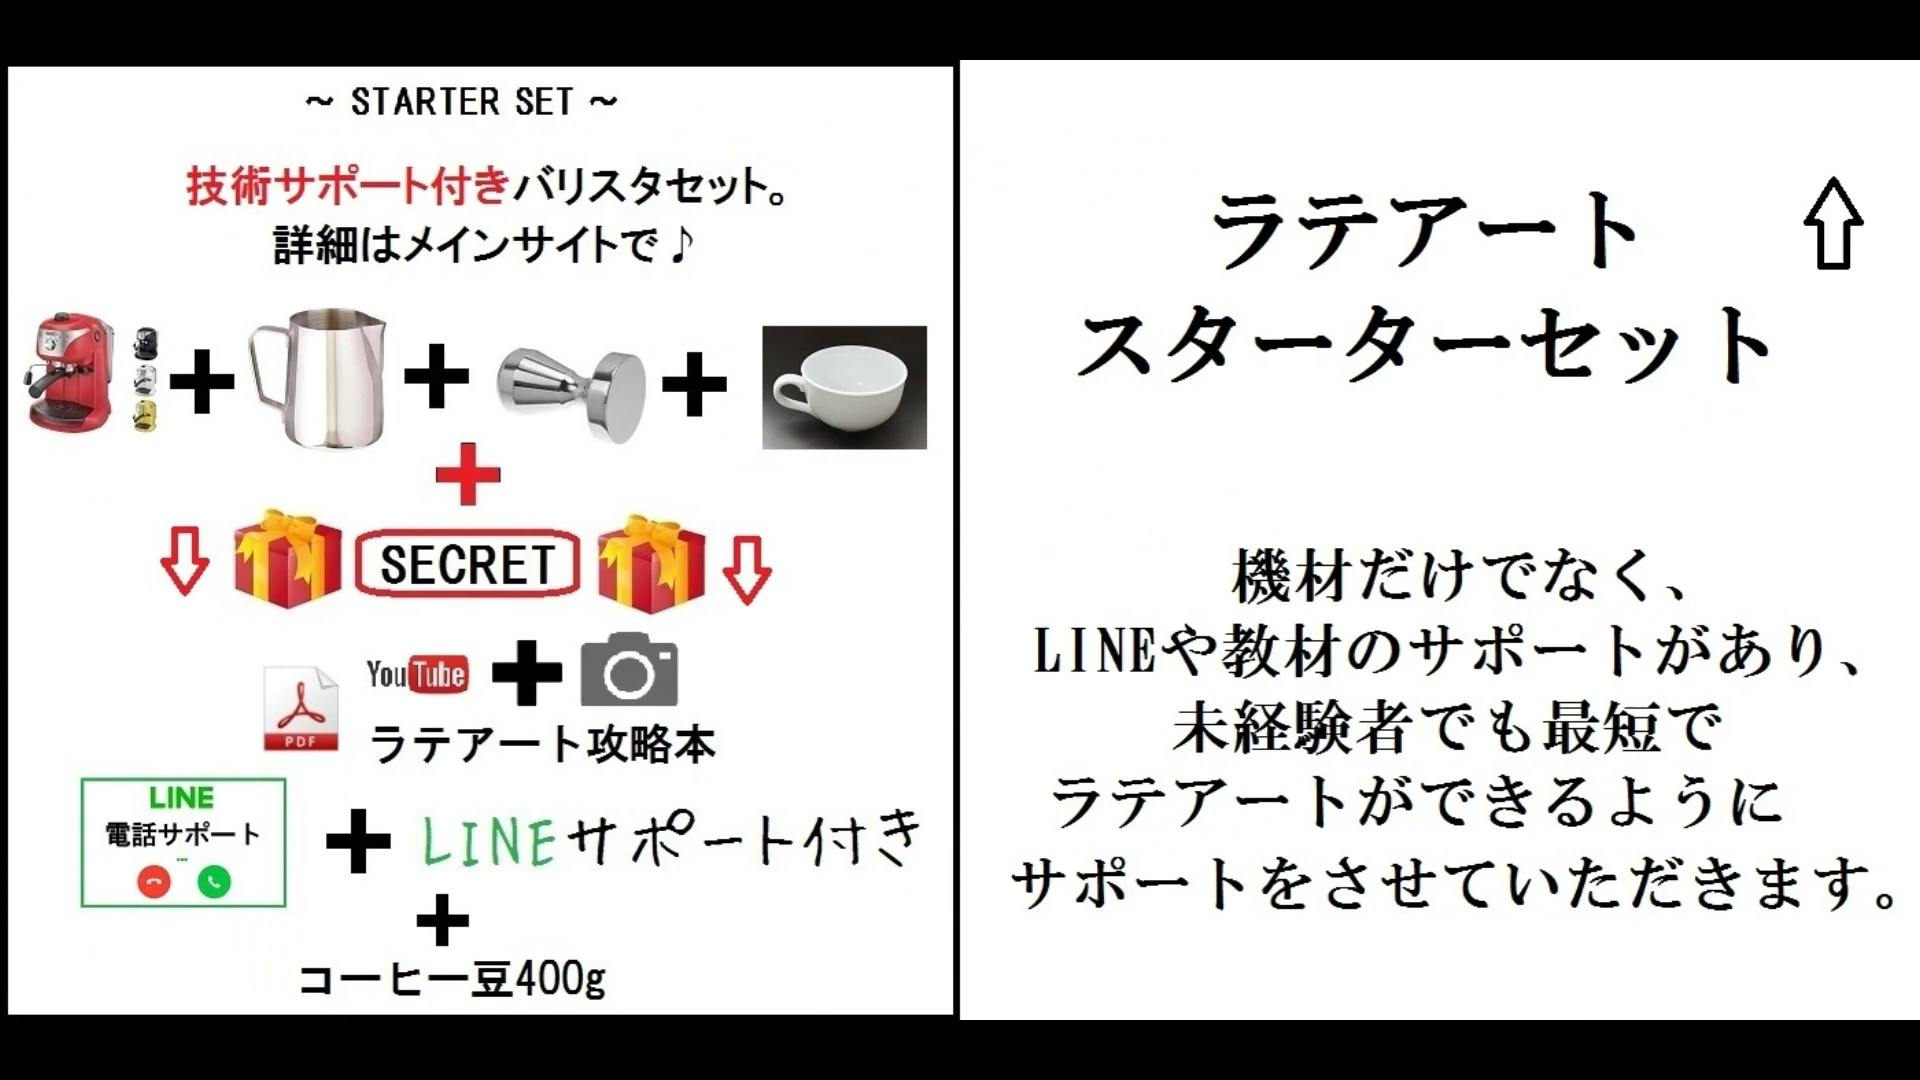 ～ STARTER SET ～
技術サポート付きバリスタセット。
詳細はメインサイトで♪
SECRET
YouTube
PDF
ラテアート攻略本
LINE
電話サポート
LINEサポート付き
コーヒー豆400g
ラテアート
スターターセット
機材だけでなく、
LINEや教材のサポートがあり、
未経験者でも最短で
ラテアートができるように
サポートをさせていただきます。